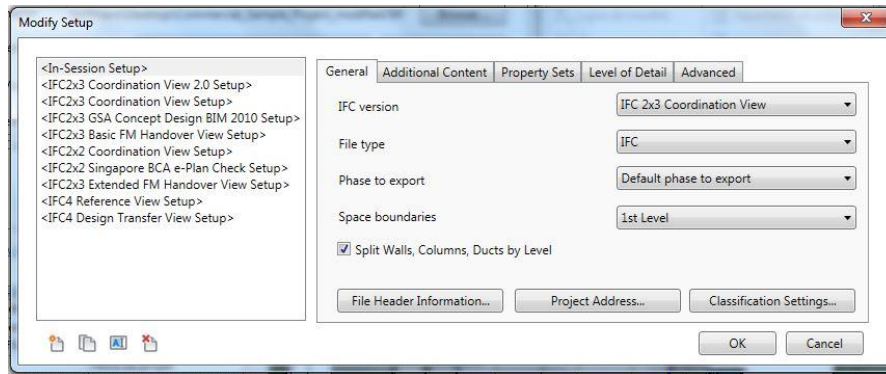 Modify Setup
<In-Session Setup>
<IFC2x3 Coordination View 2.0 Setup>
<IFC2x3 Coordination View Setup>
<IFC2x3 GSA Concept Design BIM 2010 Setup>
<IFC2x3 Basic FM Handover View Setup>
<IFC2x2 Coordination View Setup>
<IFC2x2 Singapore BCA e-Plan Check Setup>
<IFC2x3 Extended FM Handover View Setup>
<IFC4 Reference View Setup>
<IFC4 Design Transfer View Setup>
General Additional Content Property Sets Level of Detail Advanced
IFC version IFC 2x3 Coordination View
File type IFC
Phase to export Default phase to export
Space boundaries 1st Level
Split Walls, Columns, Ducts by Level
File Header Information... Project Address... Classification Settings...
OK Cancel